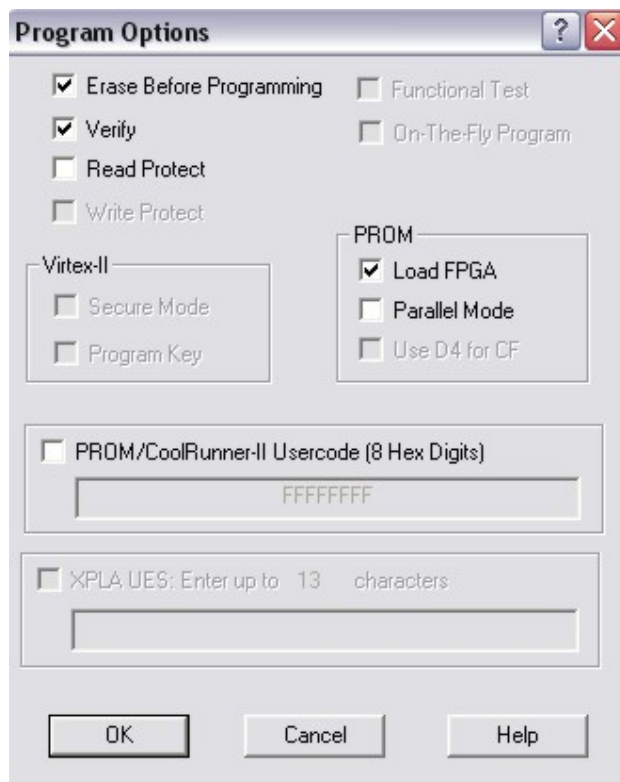 Program Options
Erase Before Programming
Functional Test
Verify
On-The-Fly Program
Read Protect
Write Protect
Virtex-II
Secure Mode
Program Key
PROM
Load FPGA
Parallel Mode
Use D4 for CF
PROM/CoolRunner-II Usercode (8 Hex Digits)
FFFFFFFF
XPLA UES: Enter up to 13 characters
OK
Cancel
Help